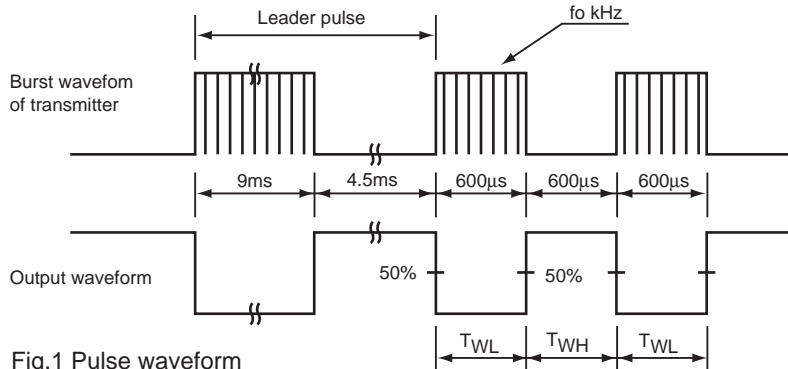 Leader pulse
fo kHz
Burst wavefom
of transmitter
9ms
4.5ms
600µs
600µs
600µs
Output waveform
50%
50%
TWL
TWH
TWL
Fig.1 Pulse waveform